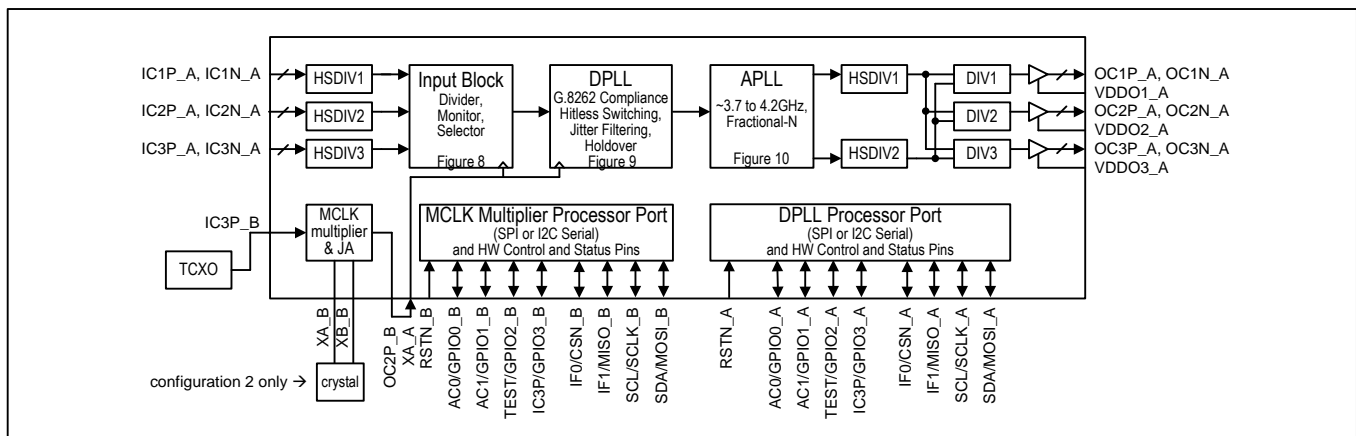 IC1P_A, IC1N_A
IC2P_A, IC2N_A
IC3P_A, IC3N_A
HSDIV1
HSDIV2
HSDIV3
Input Block
Divider,
Monitor,
Selector
Figure 8
DPLL
G.8262 Compliance
Hitless Switching,
Jitter Filtering,
Holdover
Figure 9
APLL
~3.7 to 4.2GHz,
Fractional-N
Figure 10
HSDIV1
HSDIV2
DIV1
DIV2
DIV3
OC1P_A, OC1N_A
VDDO1_A
OC2P_A, OC2N_A
VDDO2_A
OC3P_A, OC3N_A
VDDO3_A
IC3P_B
TCXO
MCLK
multiplier
& JA
MCLK Multiplier Processor Port
(SPI or I2C Serial)
and HW Control and Status Pins
DPLL Processor Port
(SPI or I2C Serial)
and HW Control and Status Pins
XA_B
XB_B
OC2P_B
XA_A
RSTN_B
AC0/GPIO0_B
AC1/GPIO1_B
TEST/GPIO2_B
IC3P/GPIO3_B
IF0/CSN_B
IF1/MISO_B
SCL/SCLK_B
SDA/MOSI_B
RSTN_A
AC0/GPIO0_A
AC1/GPIO1_A
TEST/GPIO2_A
IC3P/GPIO3_A
IF0/CSN_A
IF1/MISO_A
SCL/SCLK_A
SDA/MOSI_A
configuration 2 only →
crystal